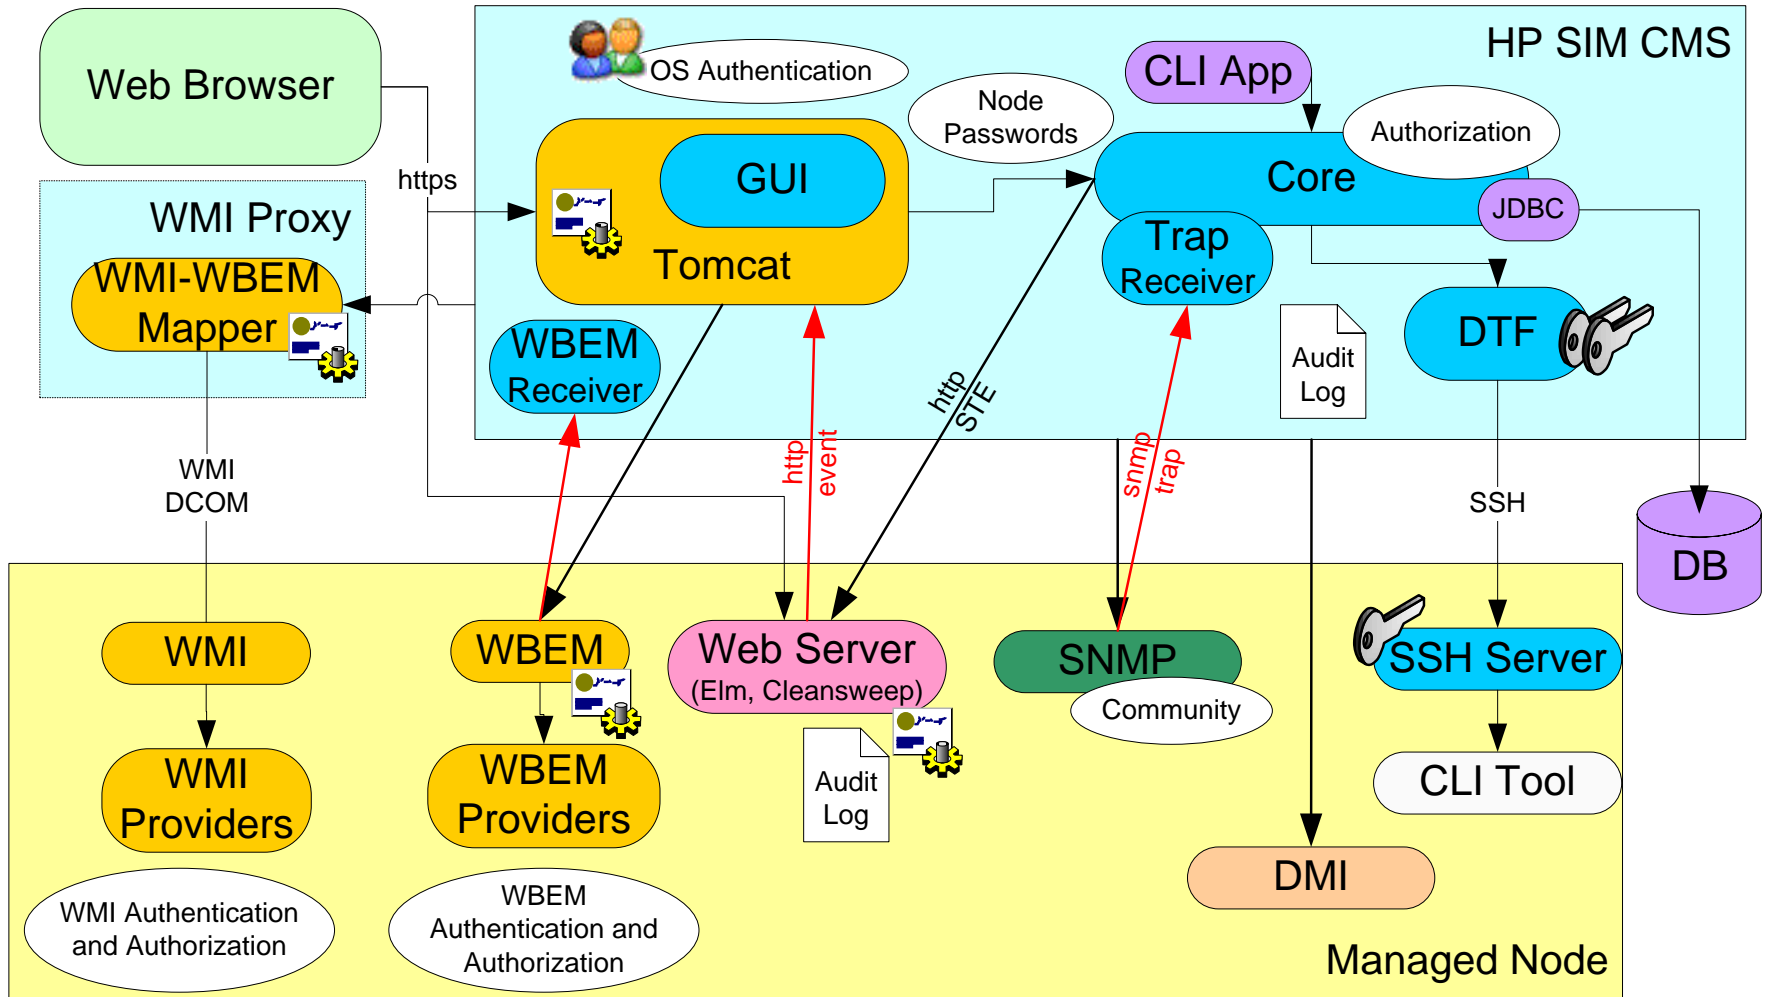 HP SIM CMS
Web Browser
OS Authentication
CLI App
Node
Passwords
Authorization
GUI
Core
https
JDBC
WMI Proxy
Tomcat
Trap
Receiver
WMI-WBEM
Mapper
WBEM
Receiver
DTF
Audit
Log
http
STE
http
event
snmp
trap
WMI
DCOM
SSH
DB
WMI
WBEM
Web Server
(Elm, Cleansweep)
SNMP
Community
SSH Server
WMI
Providers
WBEM
Providers
Audit
Log
CLI Tool
DMI
WMI Authentication
and Authorization
WBEM
Authentication and
Authorization
Managed Node